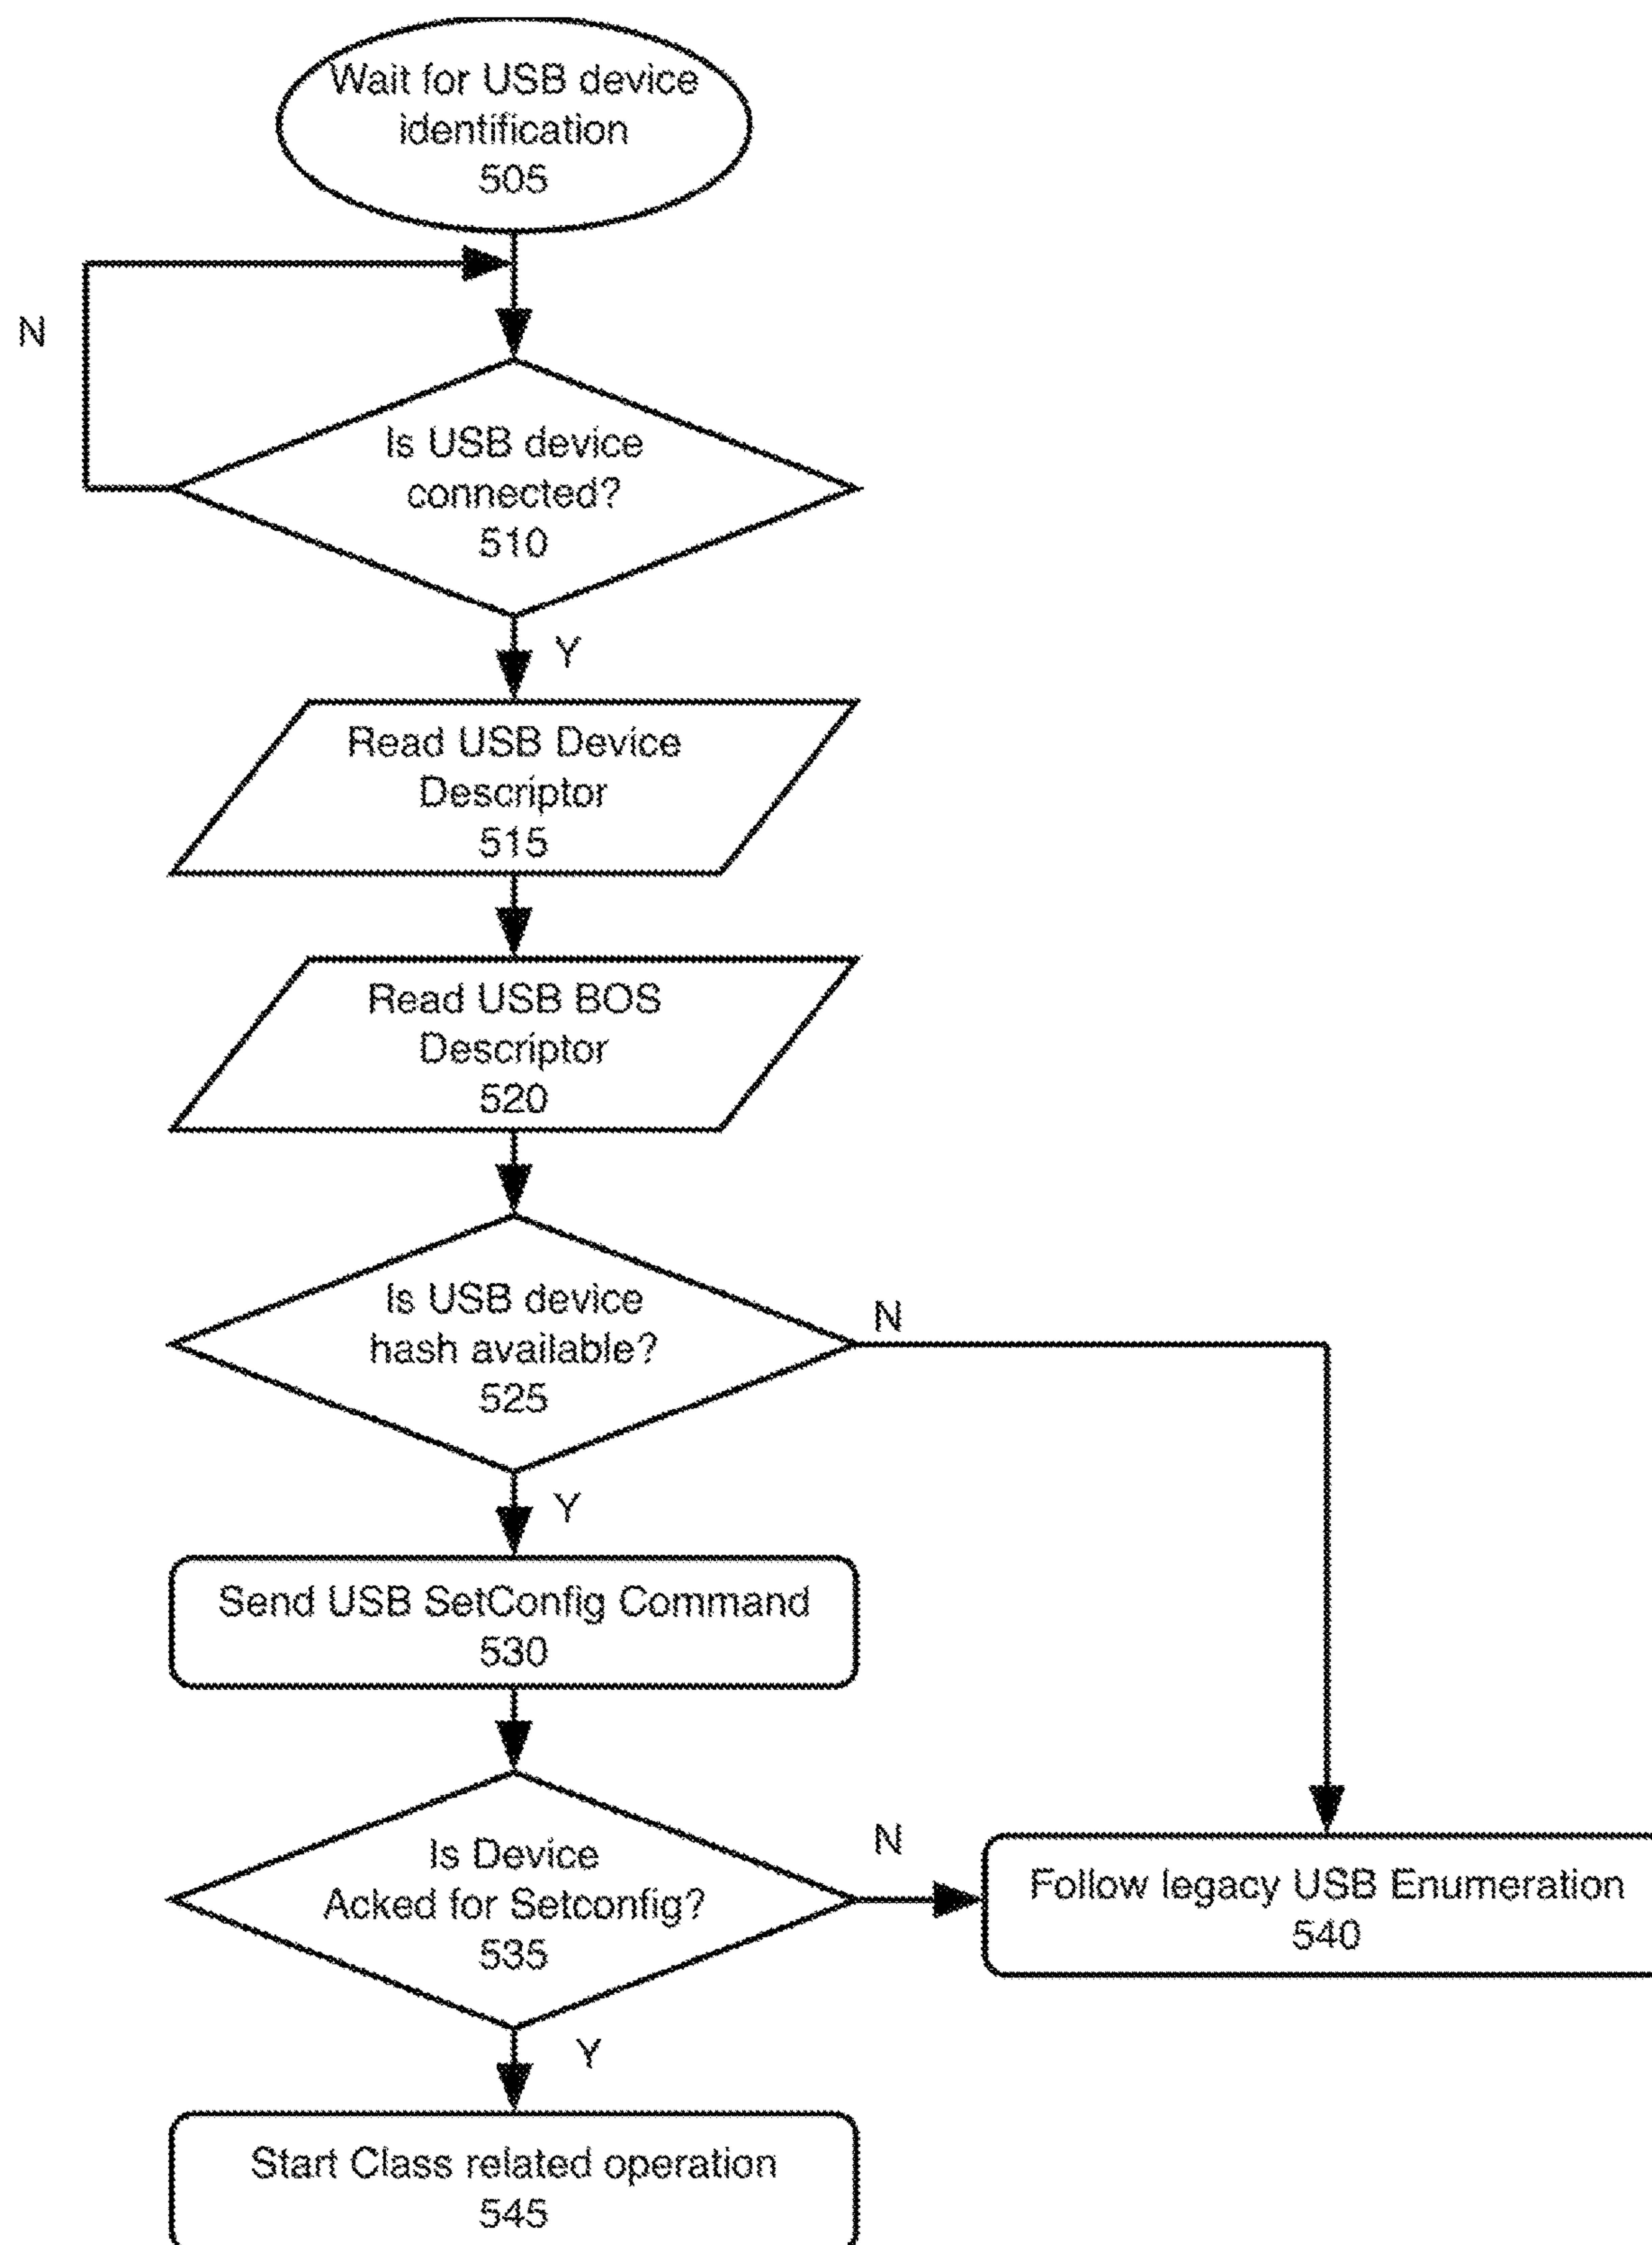 Wait for USB device
identification
505
N
Is USB device
connected?
510
Y
Read USB Device
Descriptor
515
Read USB BOS
Descriptor
520
Is USB device
hash available?
525
N
Y
Send USB SetConfig Command
530
Is Device
Acked for Setconfig?
535
N
Follow legacy USB Enumeration
540
Y
Start Class related operation
545